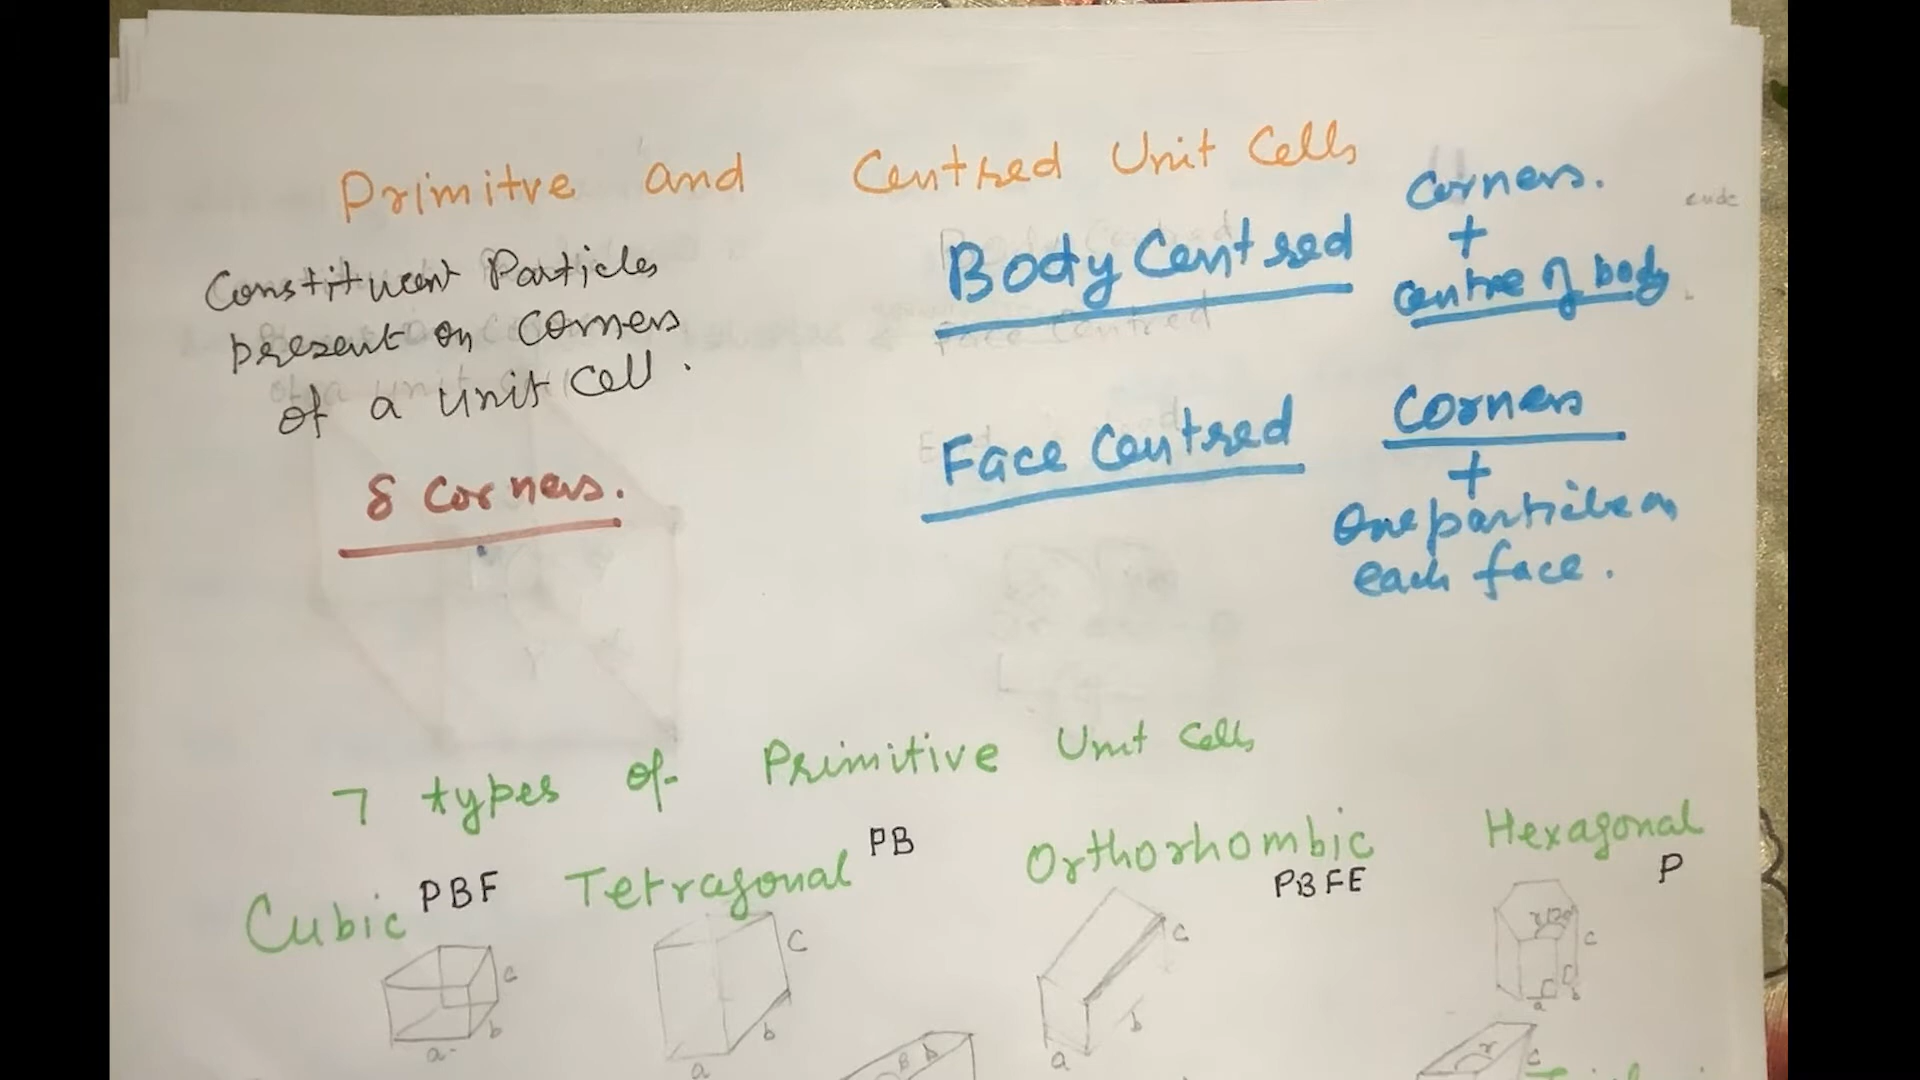 Primitve and Centred Unit Cells
Constituent Particles
present on Corners
of a unit Cell.
8 Corners.
Body Centred
Corners.
+
Centre of body
Face Centred
Corners
+
One particle on
each face.
7 types of Primitive Unit Cells
Cubic PBF
Tetragonal PB
Orthorhombic
PBFE
Hexagonal
P
c
b
a
c
b
a
c
b
a
c
a
b
c